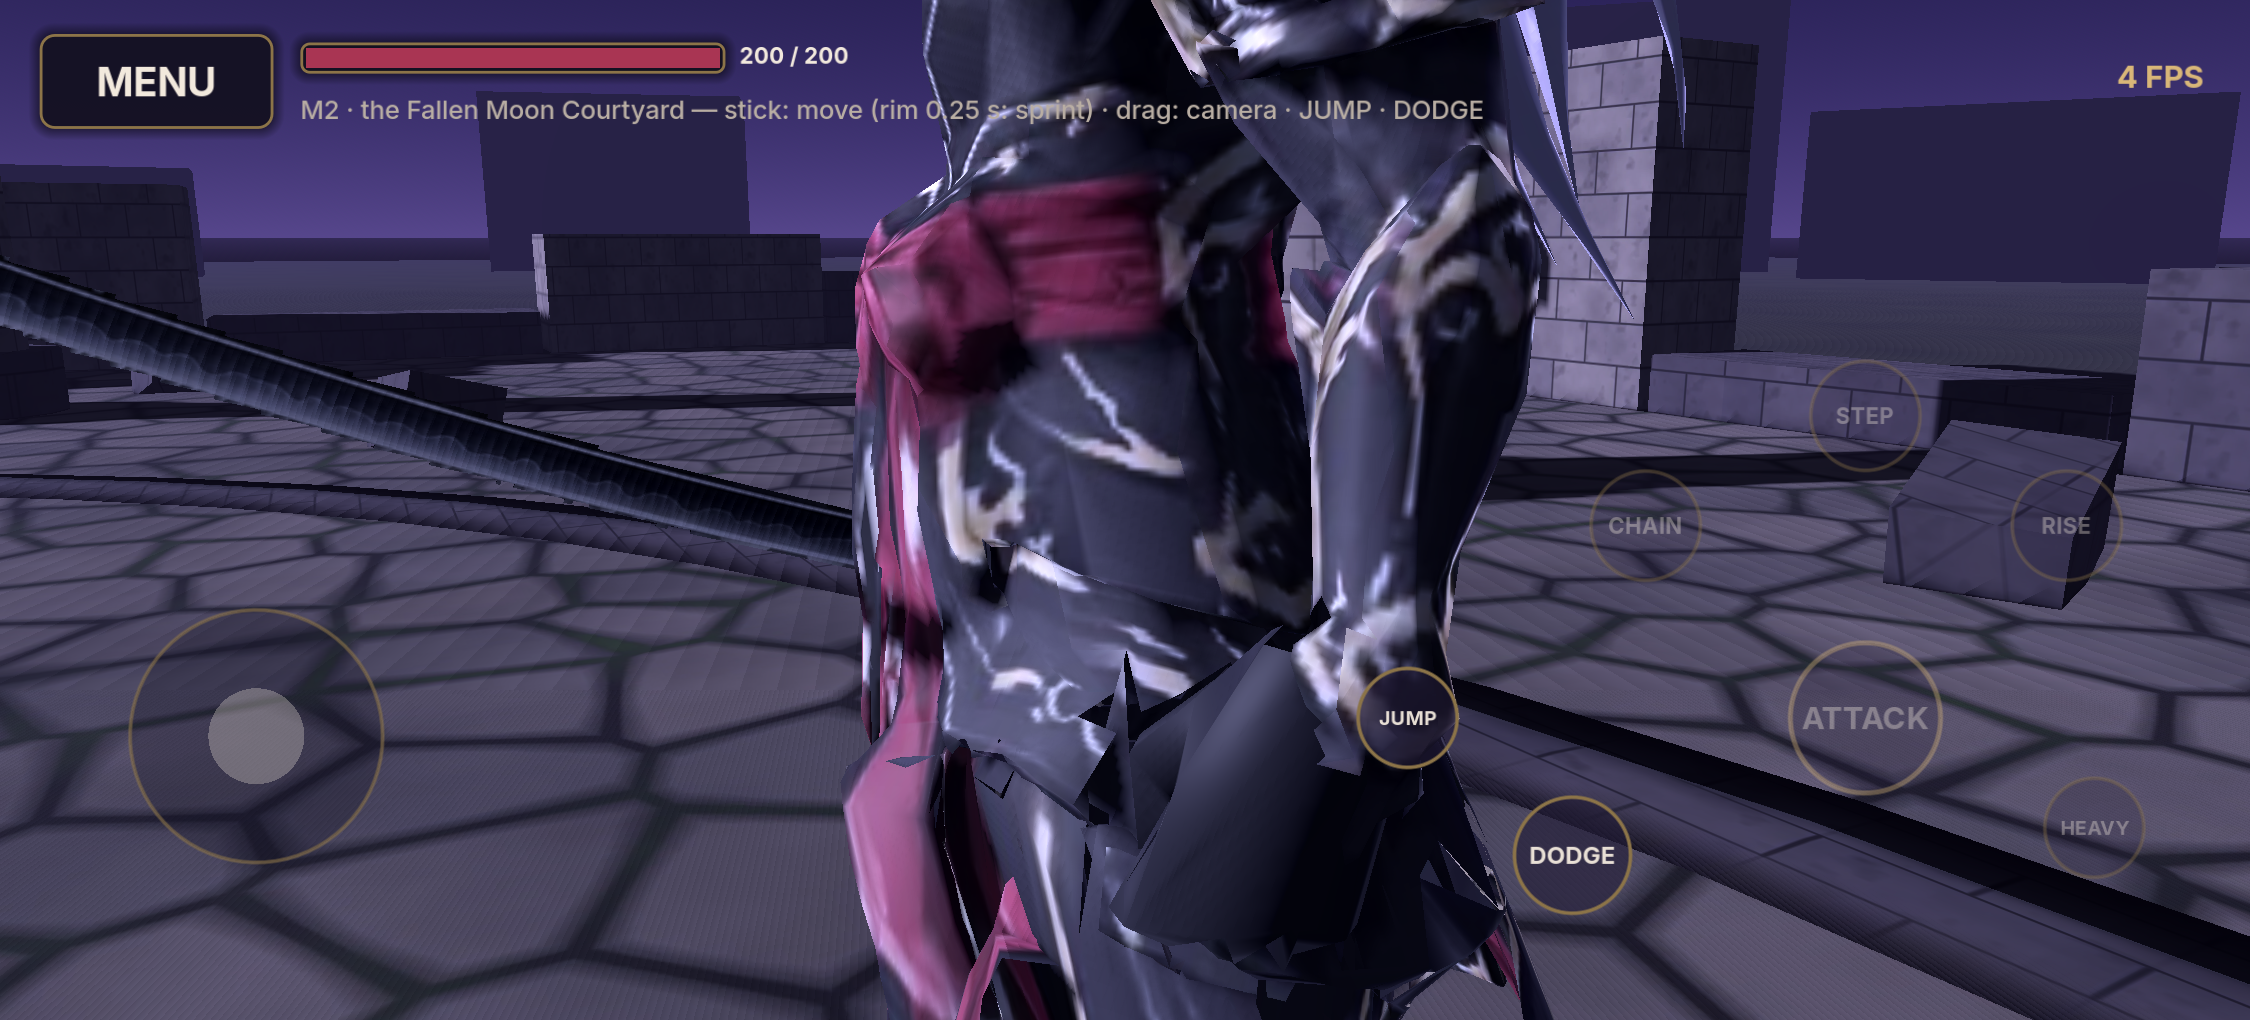 MENU
200 / 200
4 FPS
M2 · the Fallen Moon Courtyard — stick: move (rim 0.25 s: sprint) · drag: camera · JUMP · DODGE
STEP
CHAIN
RISE
JUMP
ATTACK
HEAVY
DODGE